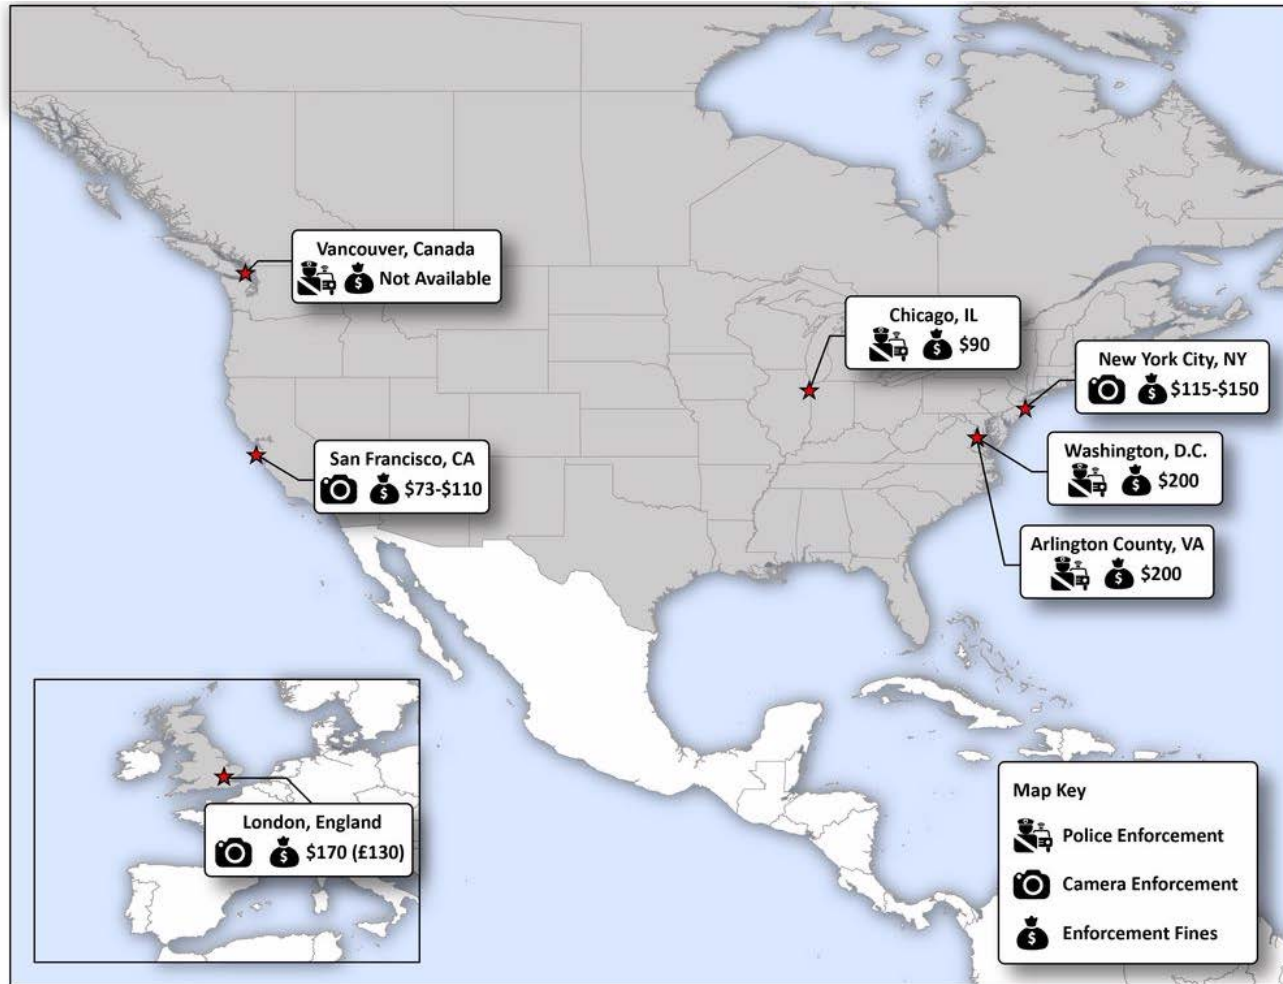 Vancouver, Canada
$ Not Available
Chicago, IL
$ $90
New York City, NY
$ $115-$150
San Francisco, CA
$ $73-$110
Washington, D.C.
$ $200
Arlington County, VA
$ $200
London, England
$ $170 (£130)
Map Key
Police Enforcement
Camera Enforcement
$ Enforcement Fines